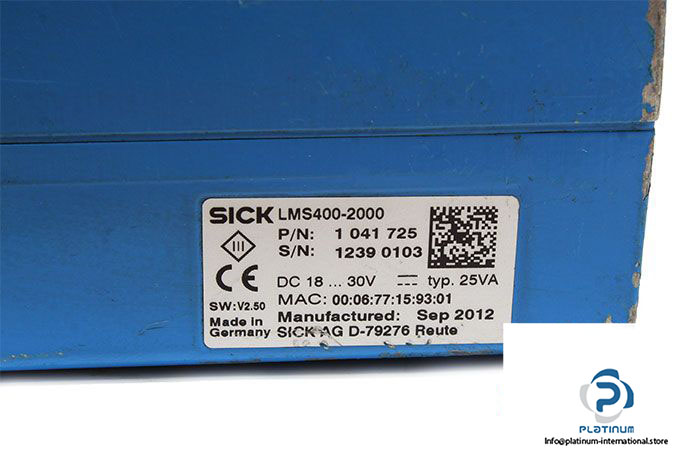 SICK LMS400-2000
P/N: 1 041 725
S/N: 1239 0103
III
CE
DC 18 ... 30V typ. 25VA
SW:V2.50
MAC: 00:06:77:15:93:01
Made in Germany
Manufactured: Sep 2012
SICK AG D-79276 Reute
P
PLATINUM
Info@platinum-international.store